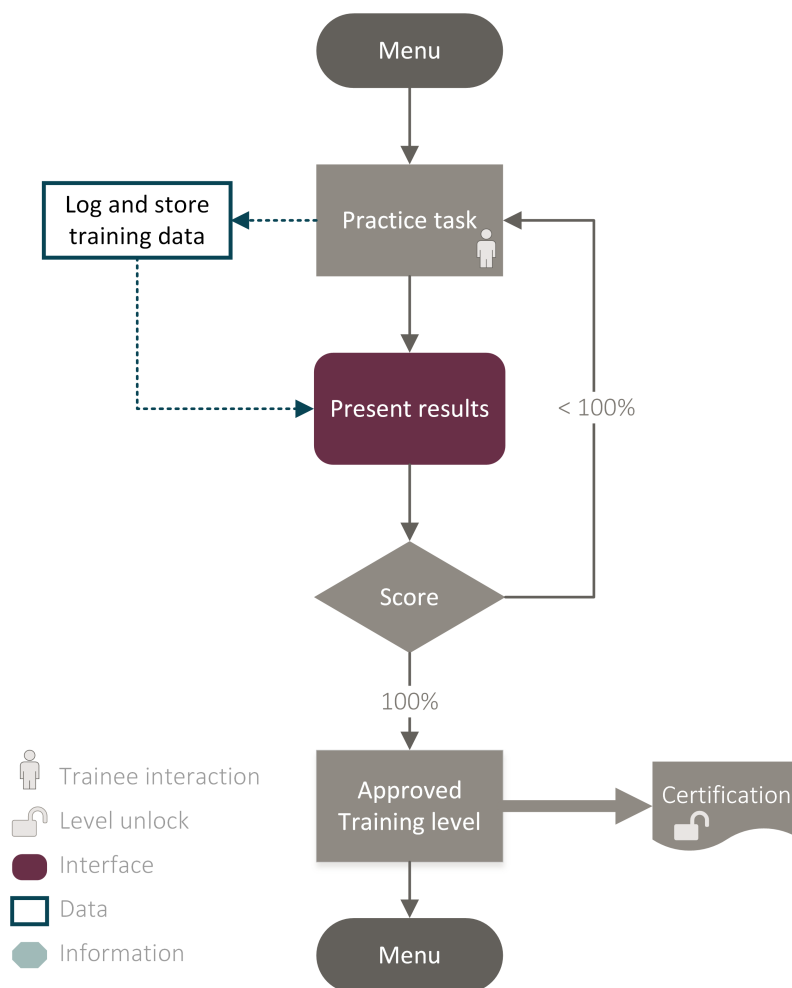 Menu
Log and store
training data
Practice task
Present results
< 100%
Score
100%
Approved
Training level
Certification
Menu
Trainee interaction
Level unlock
Interface
Data
Information